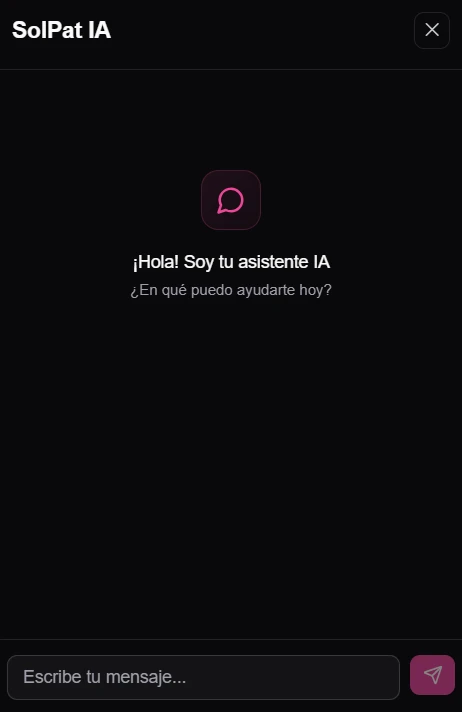 SolPat IA
¡Hola! Soy tu asistente IA
¿En qué puedo ayudarte hoy?
Escribe tu mensaje...